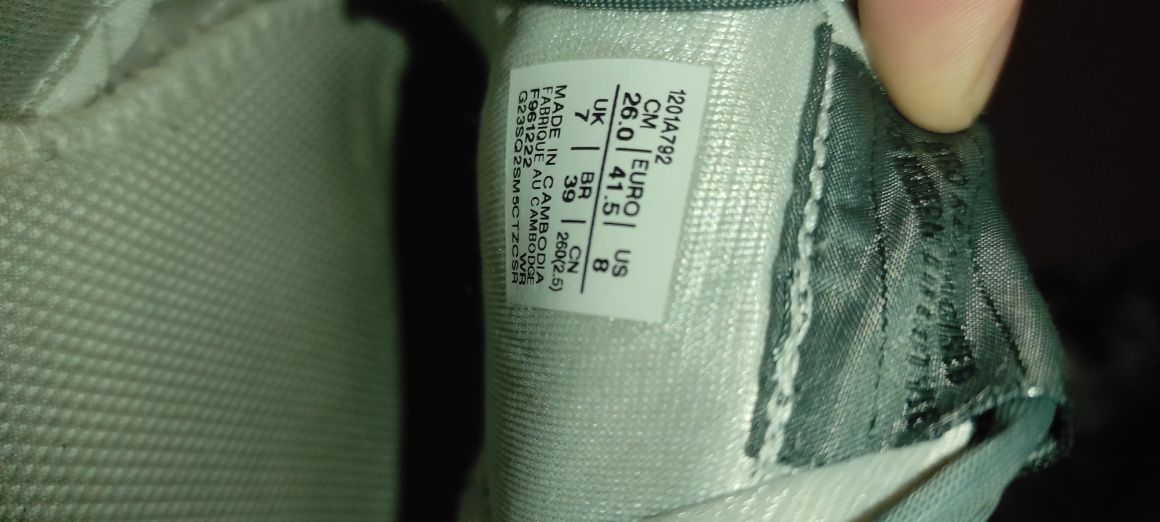 1201A792
CM | EURO | US
26.0 | 41.5 | 8
UK | BR | CN
7 | 39 | 260(2.5)
MADE IN CAMBODIA
FABRIQUE AU CAMBODGE
F961222 WR
G23SQ2SM5CTZCSR